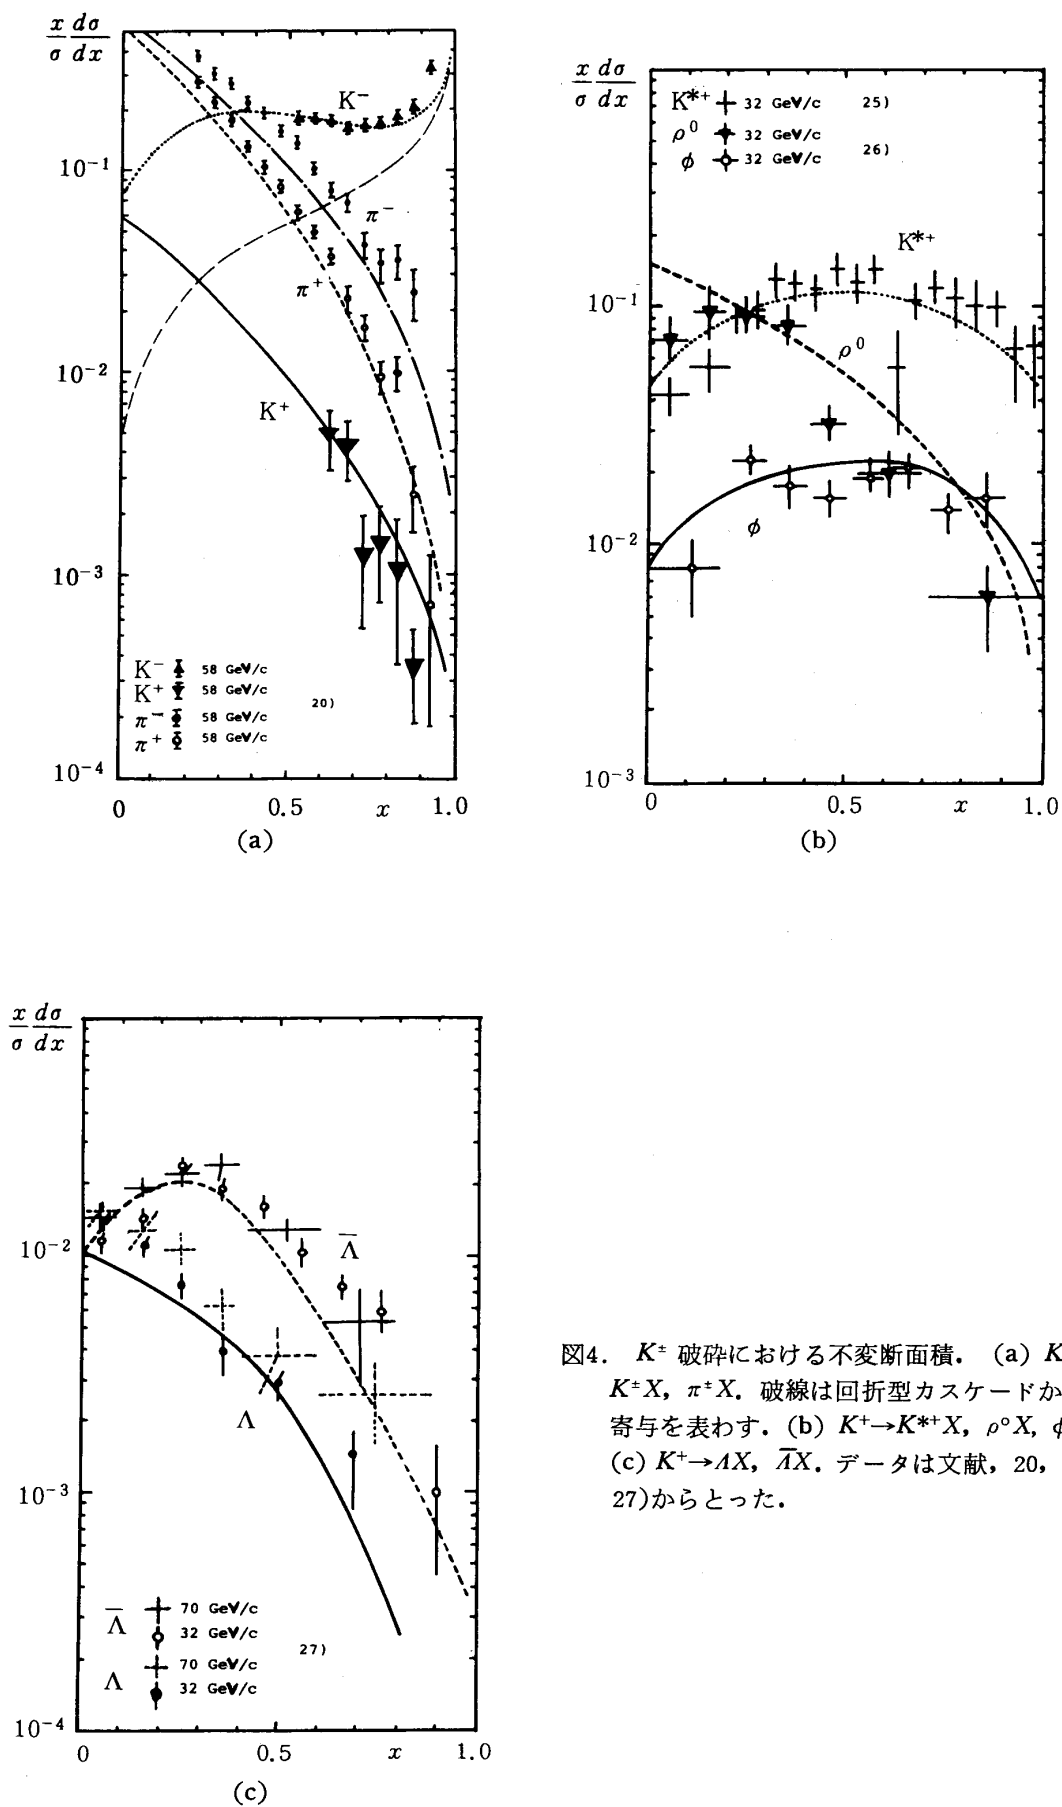 x/σ dσ/dx
10⁻¹
10⁻²
10⁻³
10⁻⁴
K⁻
π⁻
π⁺
K⁺
K⁻ 58 GeV/c
K⁺ 58 GeV/c
π⁻ 58 GeV/c
π⁺ 58 GeV/c
20)
0 0.5 x 1.0
(a)
x/σ dσ/dx
K*⁺ 32 GeV/c 25)
ρ⁰ 32 GeV/c
φ 32 GeV/c 26)
10⁻¹
10⁻²
10⁻³
K*⁺
ρ⁰
φ
0 0.5 x 1.0
(b)
x/σ dσ/dx
10⁻²
10⁻³
10⁻⁴
Λ̅
Λ
Λ̅ 70 GeV/c
32 GeV/c
27)
Λ 70 GeV/c
32 GeV/c
0 0.5 x 1.0
(c)
図4. K± 破砕における不変断面積. (a) K
K±X, π±X. 破線は回折型カスケードか
寄与を表わす. (b) K⁺→K*⁺X, ρ°X, φ
(c) K⁺→ΛX, Λ̅X. データは文献, 20,
27)からとった.